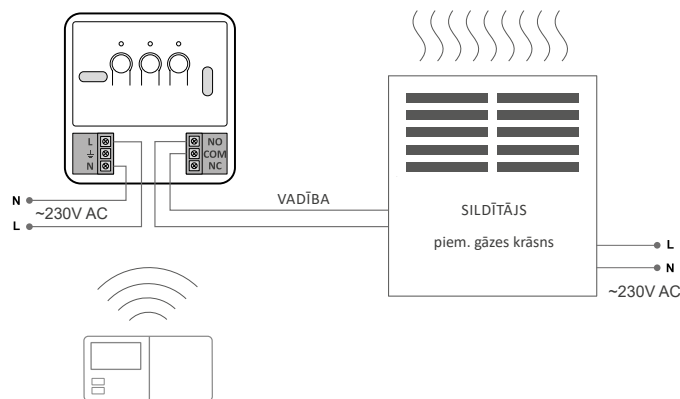 L
N
NO
COM
NC
N
~230V AC
L
VADĪBA
SILDĪTĀJS
piem. gāzes krāsns
L
N
~230V AC